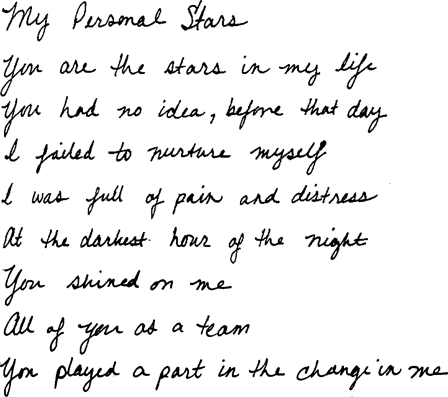 My Personal Stars
You are the stars in my life
You had no idea, before that day
I failed to nurture myself
I was full of pain and distress
At the darkest hour of the night
You shined on me
All of you as a team
You played a part in the change in me